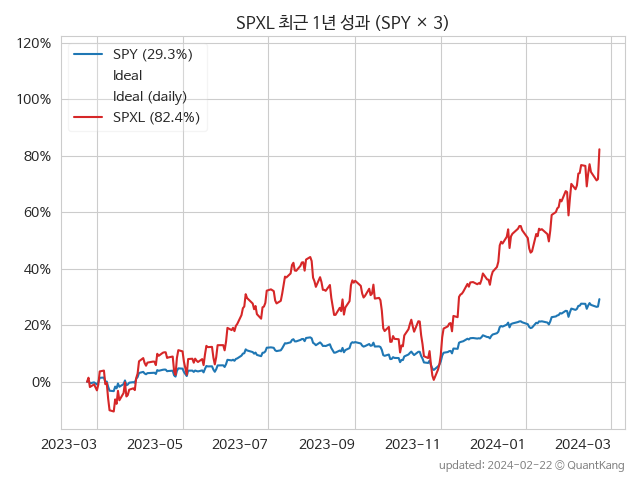 SPXL 최근 1년 성과 (SPY × 3)
120%
100%
80%
60%
40%
20%
0%
SPY (29.3%)
Ideal
Ideal (daily)
SPXL (82.4%)
2023-03
2023-05
2023-07
2023-09
2023-11
2024-01
2024-03
updated: 2024-02-22 © QuantKang